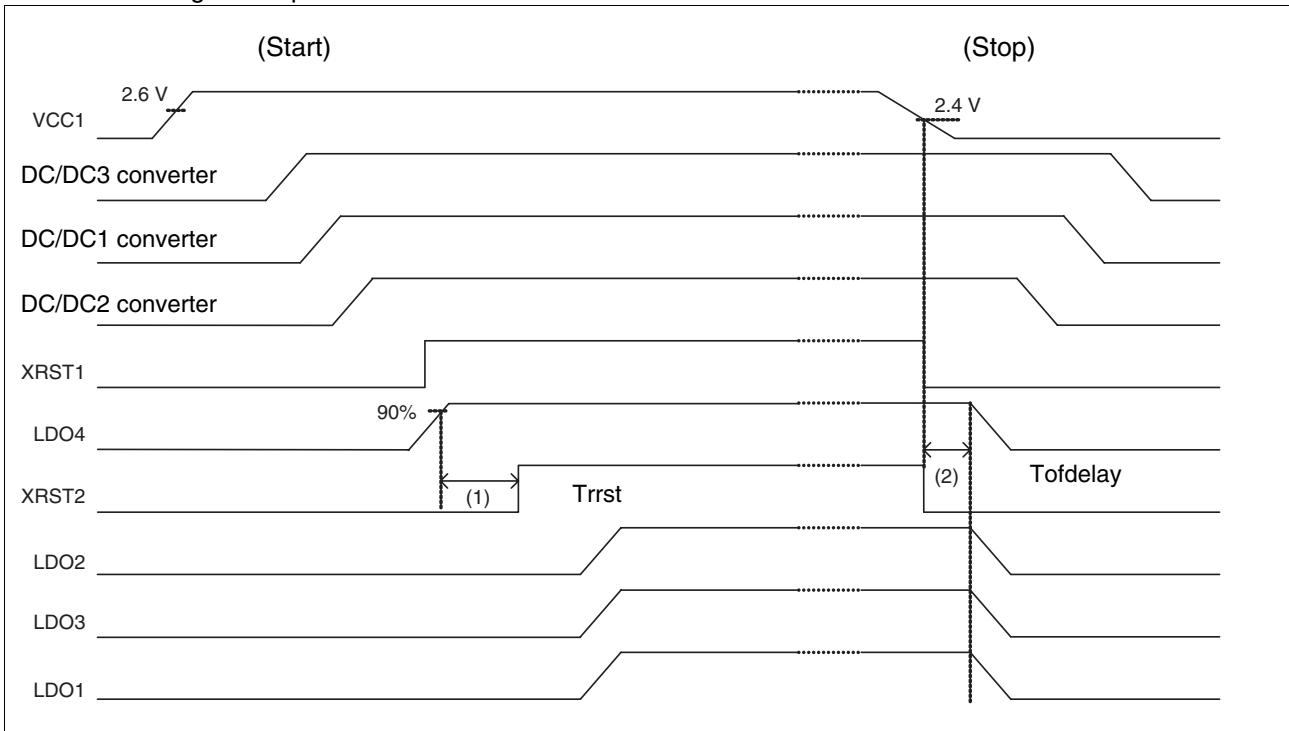 (Start) (Stop)
2.6 V
2.4 V
VCC1
DC/DC3 converter
DC/DC1 converter
DC/DC2 converter
XRST1
90%
LDO4
(1) Trrst
(2) Tofdelay
XRST2
LDO2
LDO3
LDO1